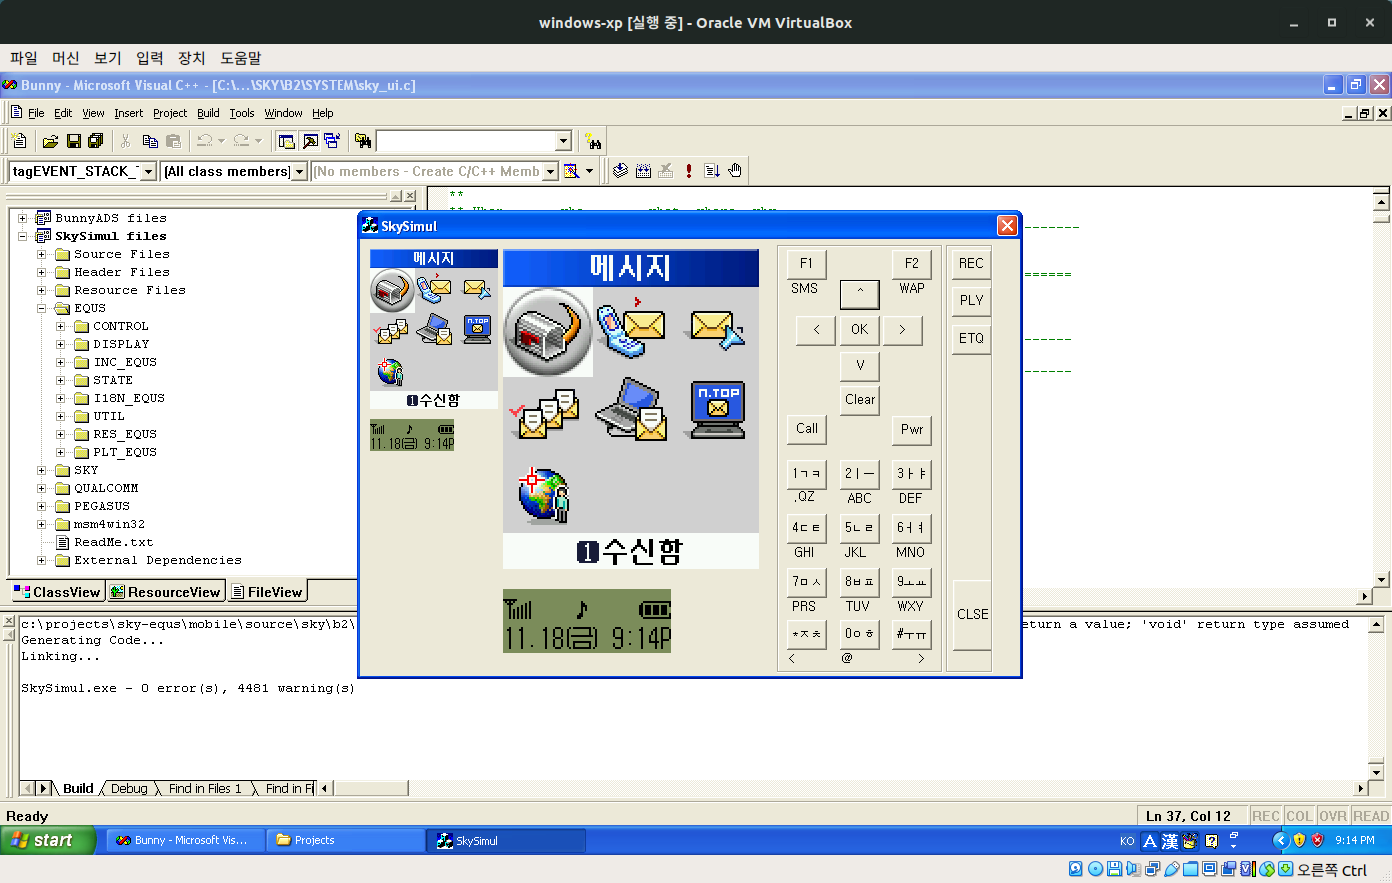 windows-xp [실행 중] - Oracle VM VirtualBox
파일 머신 보기 입력 장치 도움말
Bunny - Microsoft Visual C++ - [C:\...\SKY\B2\SYSTEM\sky_ui.c]
File Edit View Insert Project Build Tools Window Help
tagEVENT_STACK_ [All class members] (No members - Create C/C++ Memb
BunnyADS files
SkySimul files
Source Files
Header Files
Resource Files
EQUS
CONTROL
DISPLAY
INC_EQUS
STATE
I18N_EQUS
UTIL
RES_EQUS
PLT_EQUS
SKY
QUALCOMM
PEGASUS
msm4win32
ReadMe.txt
External Dependencies
ClassView ResourceView FileView
**
SkySimul
메시지
1수신함
11.18(금) 9:14P
메시지
N.TOP
1수신함
11.18(금) 9:14P
F1 F2
SMS WAP
^
< OK >
V
Clear
Call Pwr
1ㄱㅋ 2ㅣㅡ 3ㅏㅑ
.QZ ABC DEF
4ㄷㅌ 5ㄴㄹ 6ㅓㅕ
GHI JKL MNO
7ㅁㅅ 8ㅂㅍ 9ㅗㅛ
PRS TUV WXY
*ㅈㅊ 0ㅇㅎ #ㅜㅠ
< @ >
REC
PLY
ETQ
CLSE
c:\projects\sky-equs\mobile\source\sky\b2\ eturn a value; 'void' return type assumed
Generating Code...
Linking...
SkySimul.exe - 0 error(s), 4481 warning(s)
Build Debug Find in Files 1 Find in Fi
Ready Ln 37, Col 12 REC COL OVR READ
start Bunny - Microsoft Vis... Projects SkySimul KO A 漢 9:14 PM
오른쪽 Ctrl